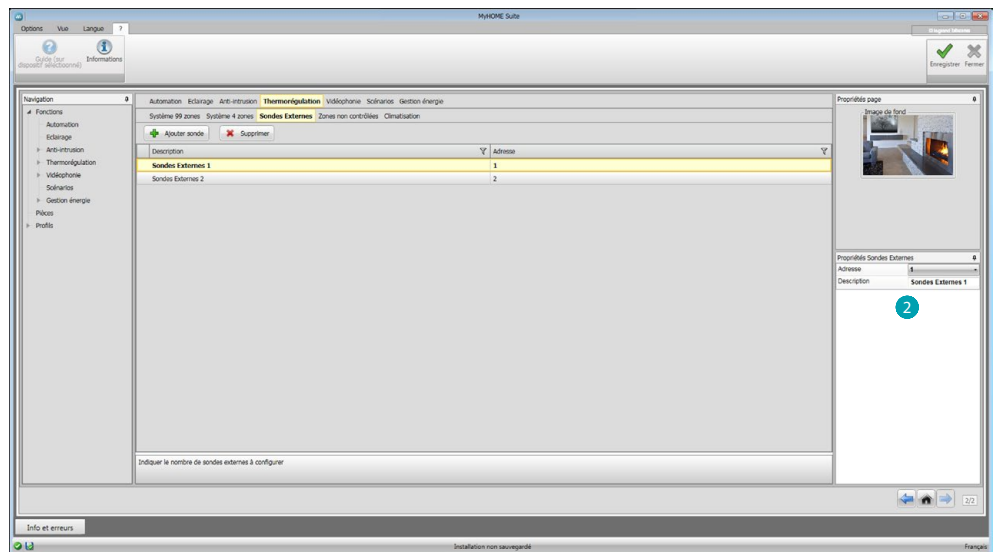 MyHOME Suite
Options Vue Langue ?
Guide (sur dispositif sélectionné)
Informations
Enregistrer Fermer
Navigation
Fonctions
Automation
Eclairage
Anti-intrusion
Thermorégulation
Vidéophonie
Scénarios
Gestion énergie
Pièces
Profils
Automation Eclairage Anti-intrusion Thermorégulation Vidéophonie Scénarios Gestion énergie
Système 99 zones Système 4 zones Sondes Externes Zones non contrôlées Climatisation
Ajouter sonde Supprimer
Description Adresse
Sondes Externes 1 1
Sondes Externes 2 2
Indiquer le nombre de sondes externes à configurer
Propriétés page
Image de fond
Propriétés Sondes Externes
Adresse 1
Description Sondes Externes 1
2
2/2
Info et erreurs
Installation non sauvegardé
Français